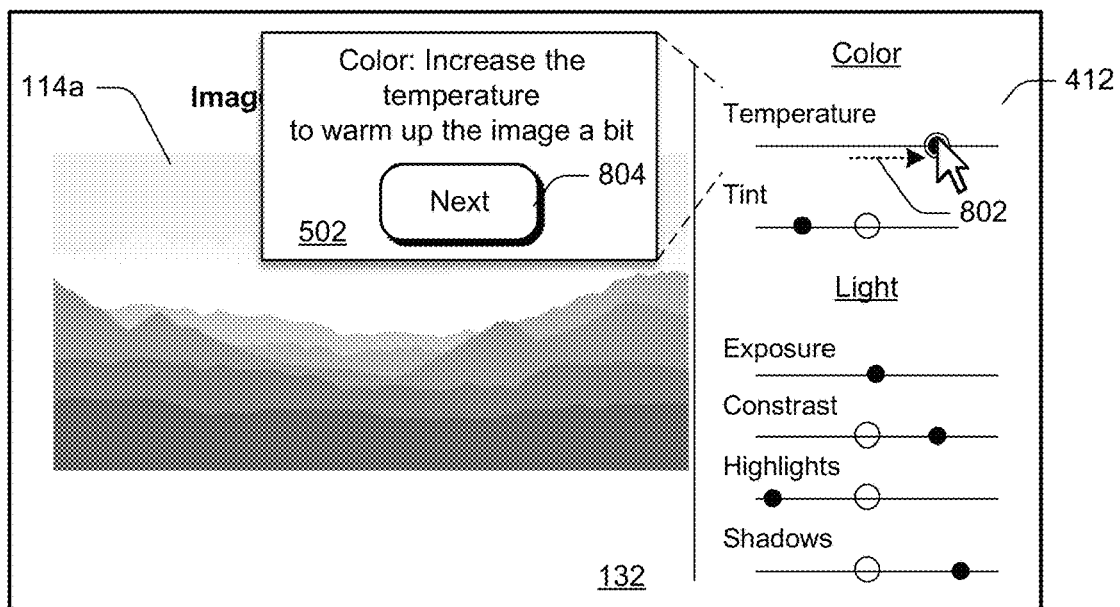 Color
114a
Color: Increase the
temperature
to warm up the image a bit
412
Temperature
Next
804
802
502
Tint
Light
Exposure
Constrast
Highlights
Shadows
132